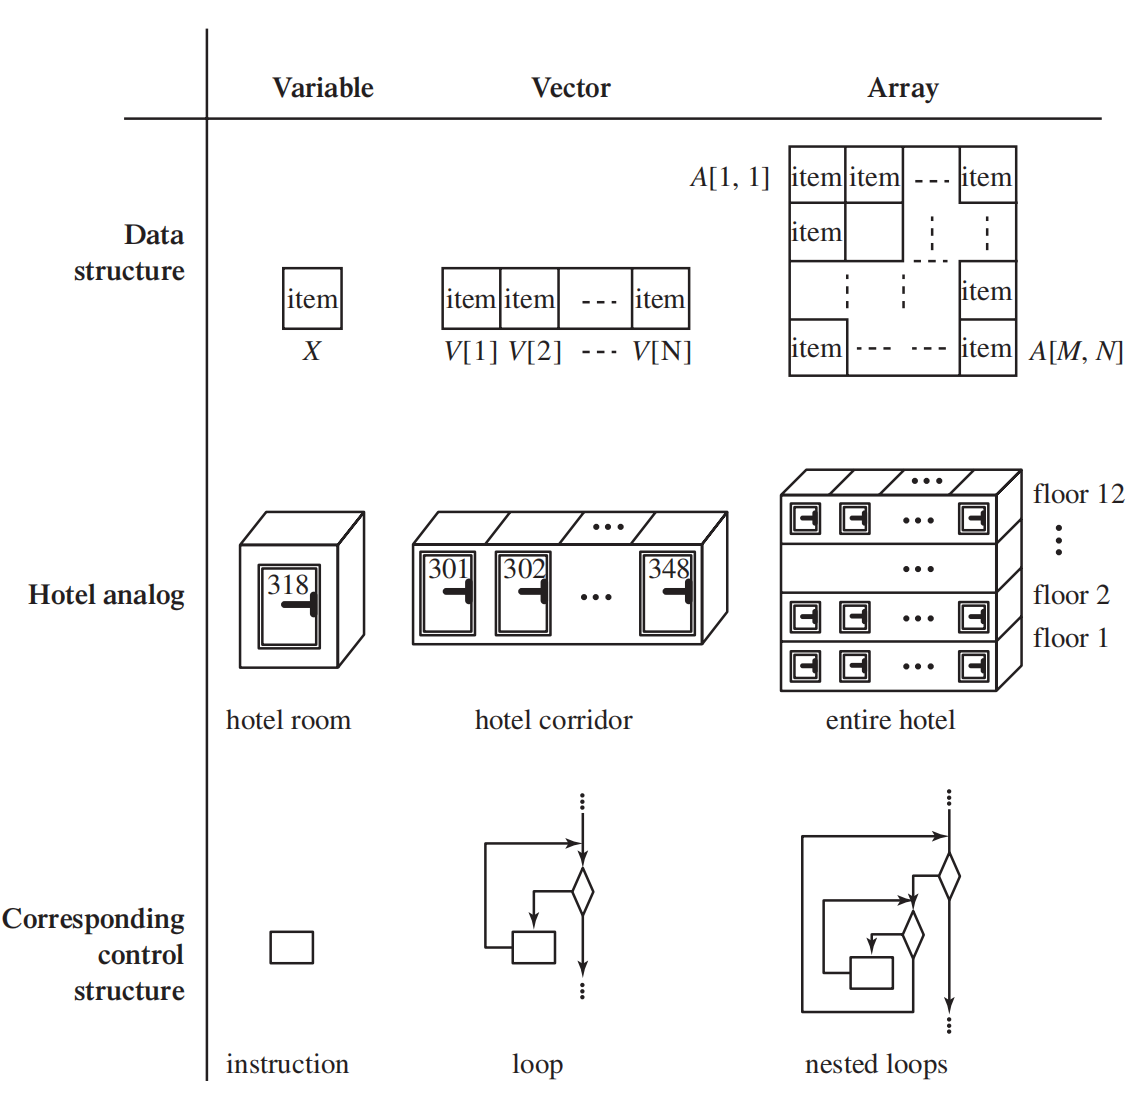 Variable Vector Array
Data
structure
A[1, 1] item item --- item
item
item
item --- --- item A[M, N]
item
X
item item --- item
V[1] V[2] --- V[N]
Hotel analog
318
hotel room
301 302 ... 348
hotel corridor
floor 12
floor 2
floor 1
entire hotel
Corresponding
control
structure
instruction
loop
nested loops